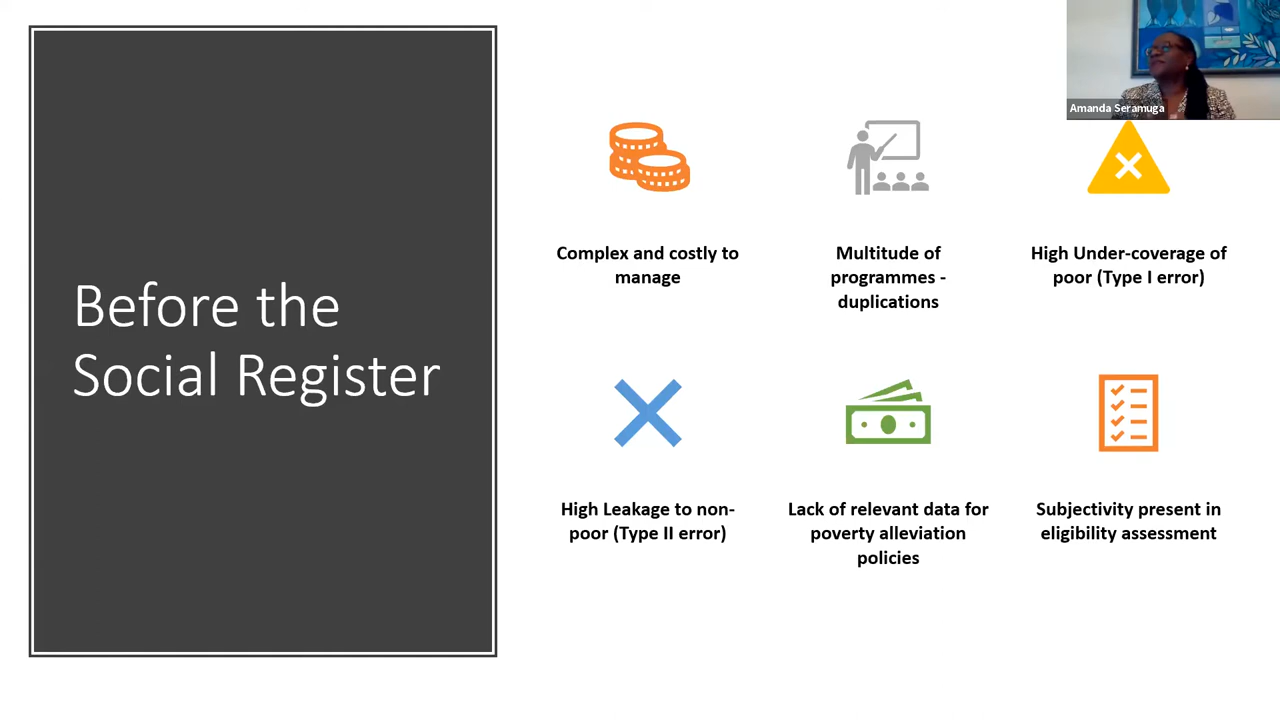 Before the
Social Register
Amanda Seramuga
Complex and costly to
manage
Multitude of
programmes -
duplications
High Under-coverage of
poor (Type I error)
High Leakage to non-
poor (Type II error)
Lack of relevant data for
poverty alleviation
policies
Subjectivity present in
eligibility assessment